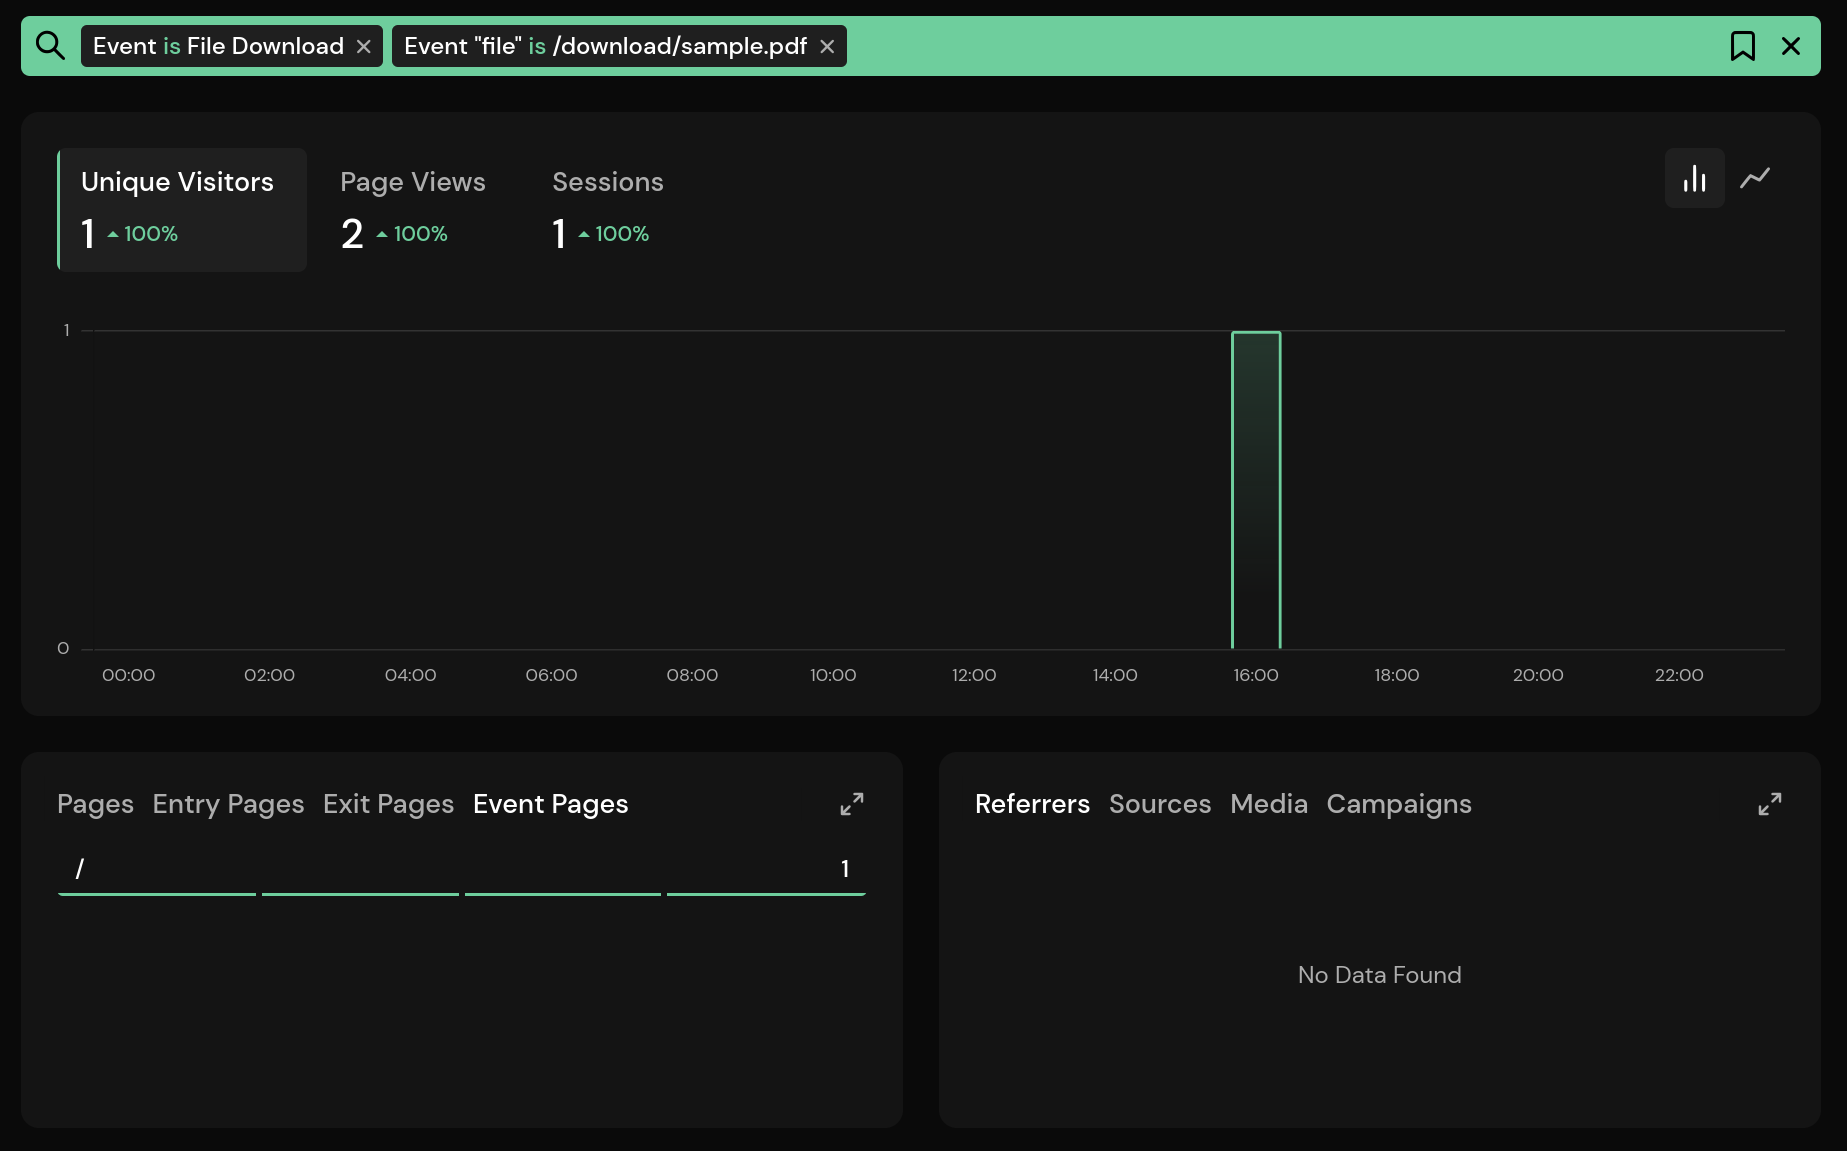 Event is File Download
Event "file" is /download/sample.pdf
Unique Visitors
1 100%
Page Views
2 100%
Sessions
1 100%
1
0
00:00 02:00 04:00 06:00 08:00 10:00 12:00 14:00 16:00 18:00 20:00 22:00
Pages Entry Pages Exit Pages Event Pages
/ 1
Referrers Sources Media Campaigns
No Data Found